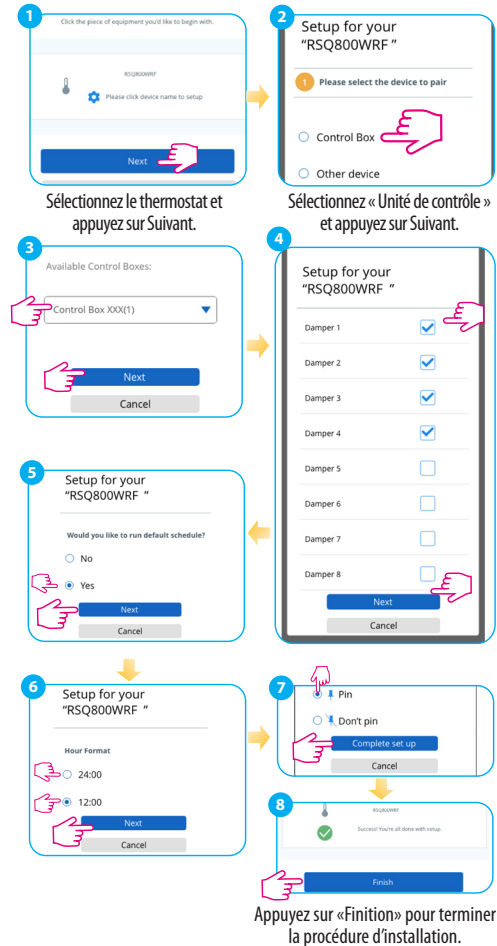 1
Click the piece of equipment you'd like to begin with.
RSQ800WRF
Please click device name to setup
Next
Sélectionnez le thermostat et
appuyez sur Suivant.
2
Setup for your
"RSQ800WRF "
1 Please select the device to pair
Control Box
Other device
Sélectionnez « Unité de contrôle »
et appuyez sur Suivant.
3
Available Control Boxes:
Control Box XXX(1)
Next
Cancel
4
Setup for your
"RSQ800WRF "
Damper 1
Damper 2
Damper 3
Damper 4
Damper 5
Damper 6
Damper 7
Damper 8
Next
Cancel
5
Setup for your
"RSQ800WRF "
Would you like to run default schedule?
No
Yes
Next
Cancel
6
Setup for your
"RSQ800WRF "
Hour Format
24:00
12:00
Next
Cancel
7
Pin
Don't pin
Complete set up
Cancel
8
RSQ800WRF
Success! You're all done with setup.
Finish
Appuyez sur «Finition» pour terminer
la procédure d'installation.